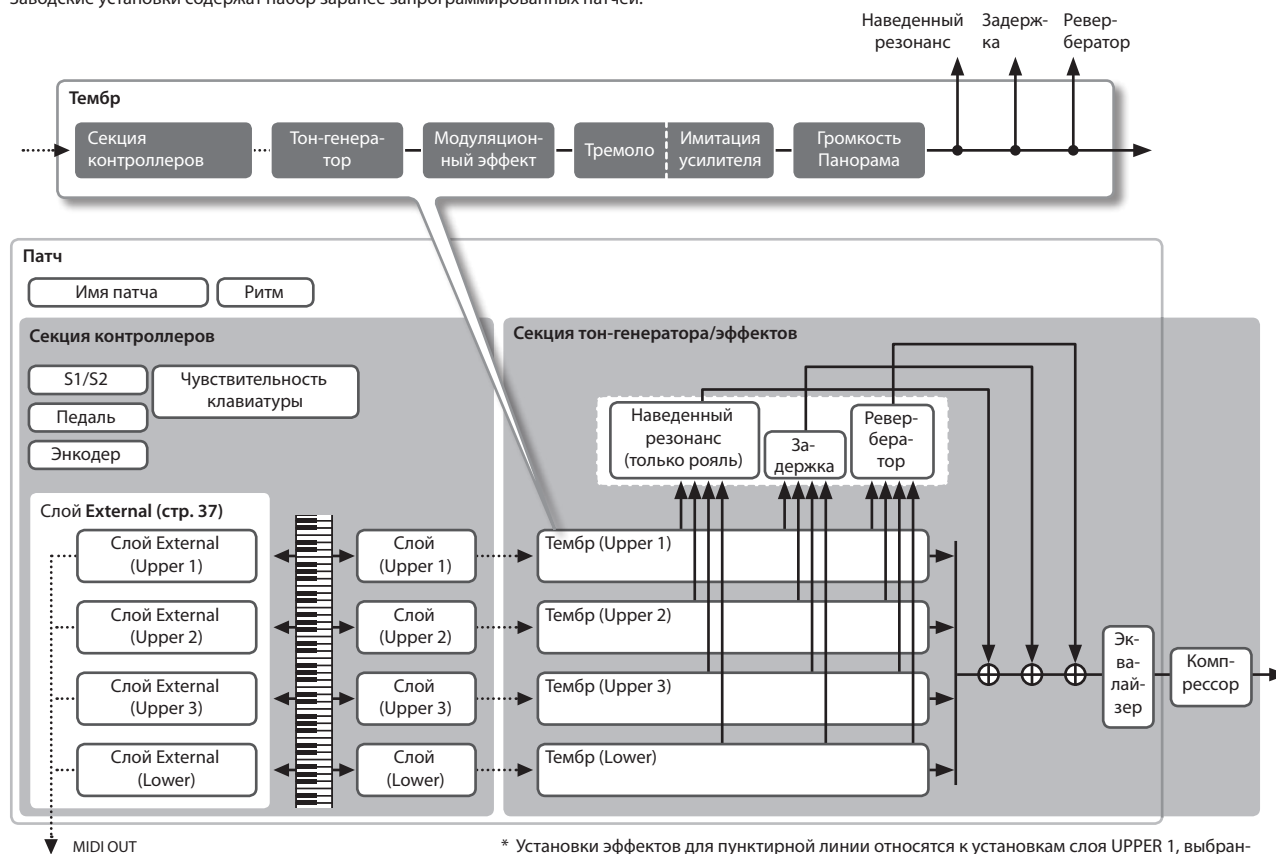 Заводские установки содержат набор заранее запрограммированных патчей.
Наведенный
резонанс
Задерж-
ка
Ревер-
бератор
Тембр
Секция
контроллеров
Тон-генера-
тор
Модуляцион-
ный эффект
Тремоло
Имитация
усилителя
Громкость
Панорама
Патч
Имя патча
Ритм
Секция контроллеров
S1/S2
Чувствительность
клавиатуры
Педаль
Энкодер
Секция тон-генератора/эффектов
Наведенный
резонанс
(только рояль)
За-
держка
Ревер-
бера-
тор
Слой External (стр. 37)
Слой External
(Upper 1)
Слой
(Upper 1)
Тембр (Upper 1)
Слой External
(Upper 2)
Слой
(Upper 2)
Тембр (Upper 2)
Слой External
(Upper 3)
Слой
(Upper 3)
Тембр (Upper 3)
Слой External
(Lower)
Слой
(Lower)
Тембр (Lower)
Эк-
ва-
лай-
зер
Комп-
рессор
MIDI OUT
* Установки эффектов для пунктирной линии относятся к установкам слоя UPPER 1, выбран-